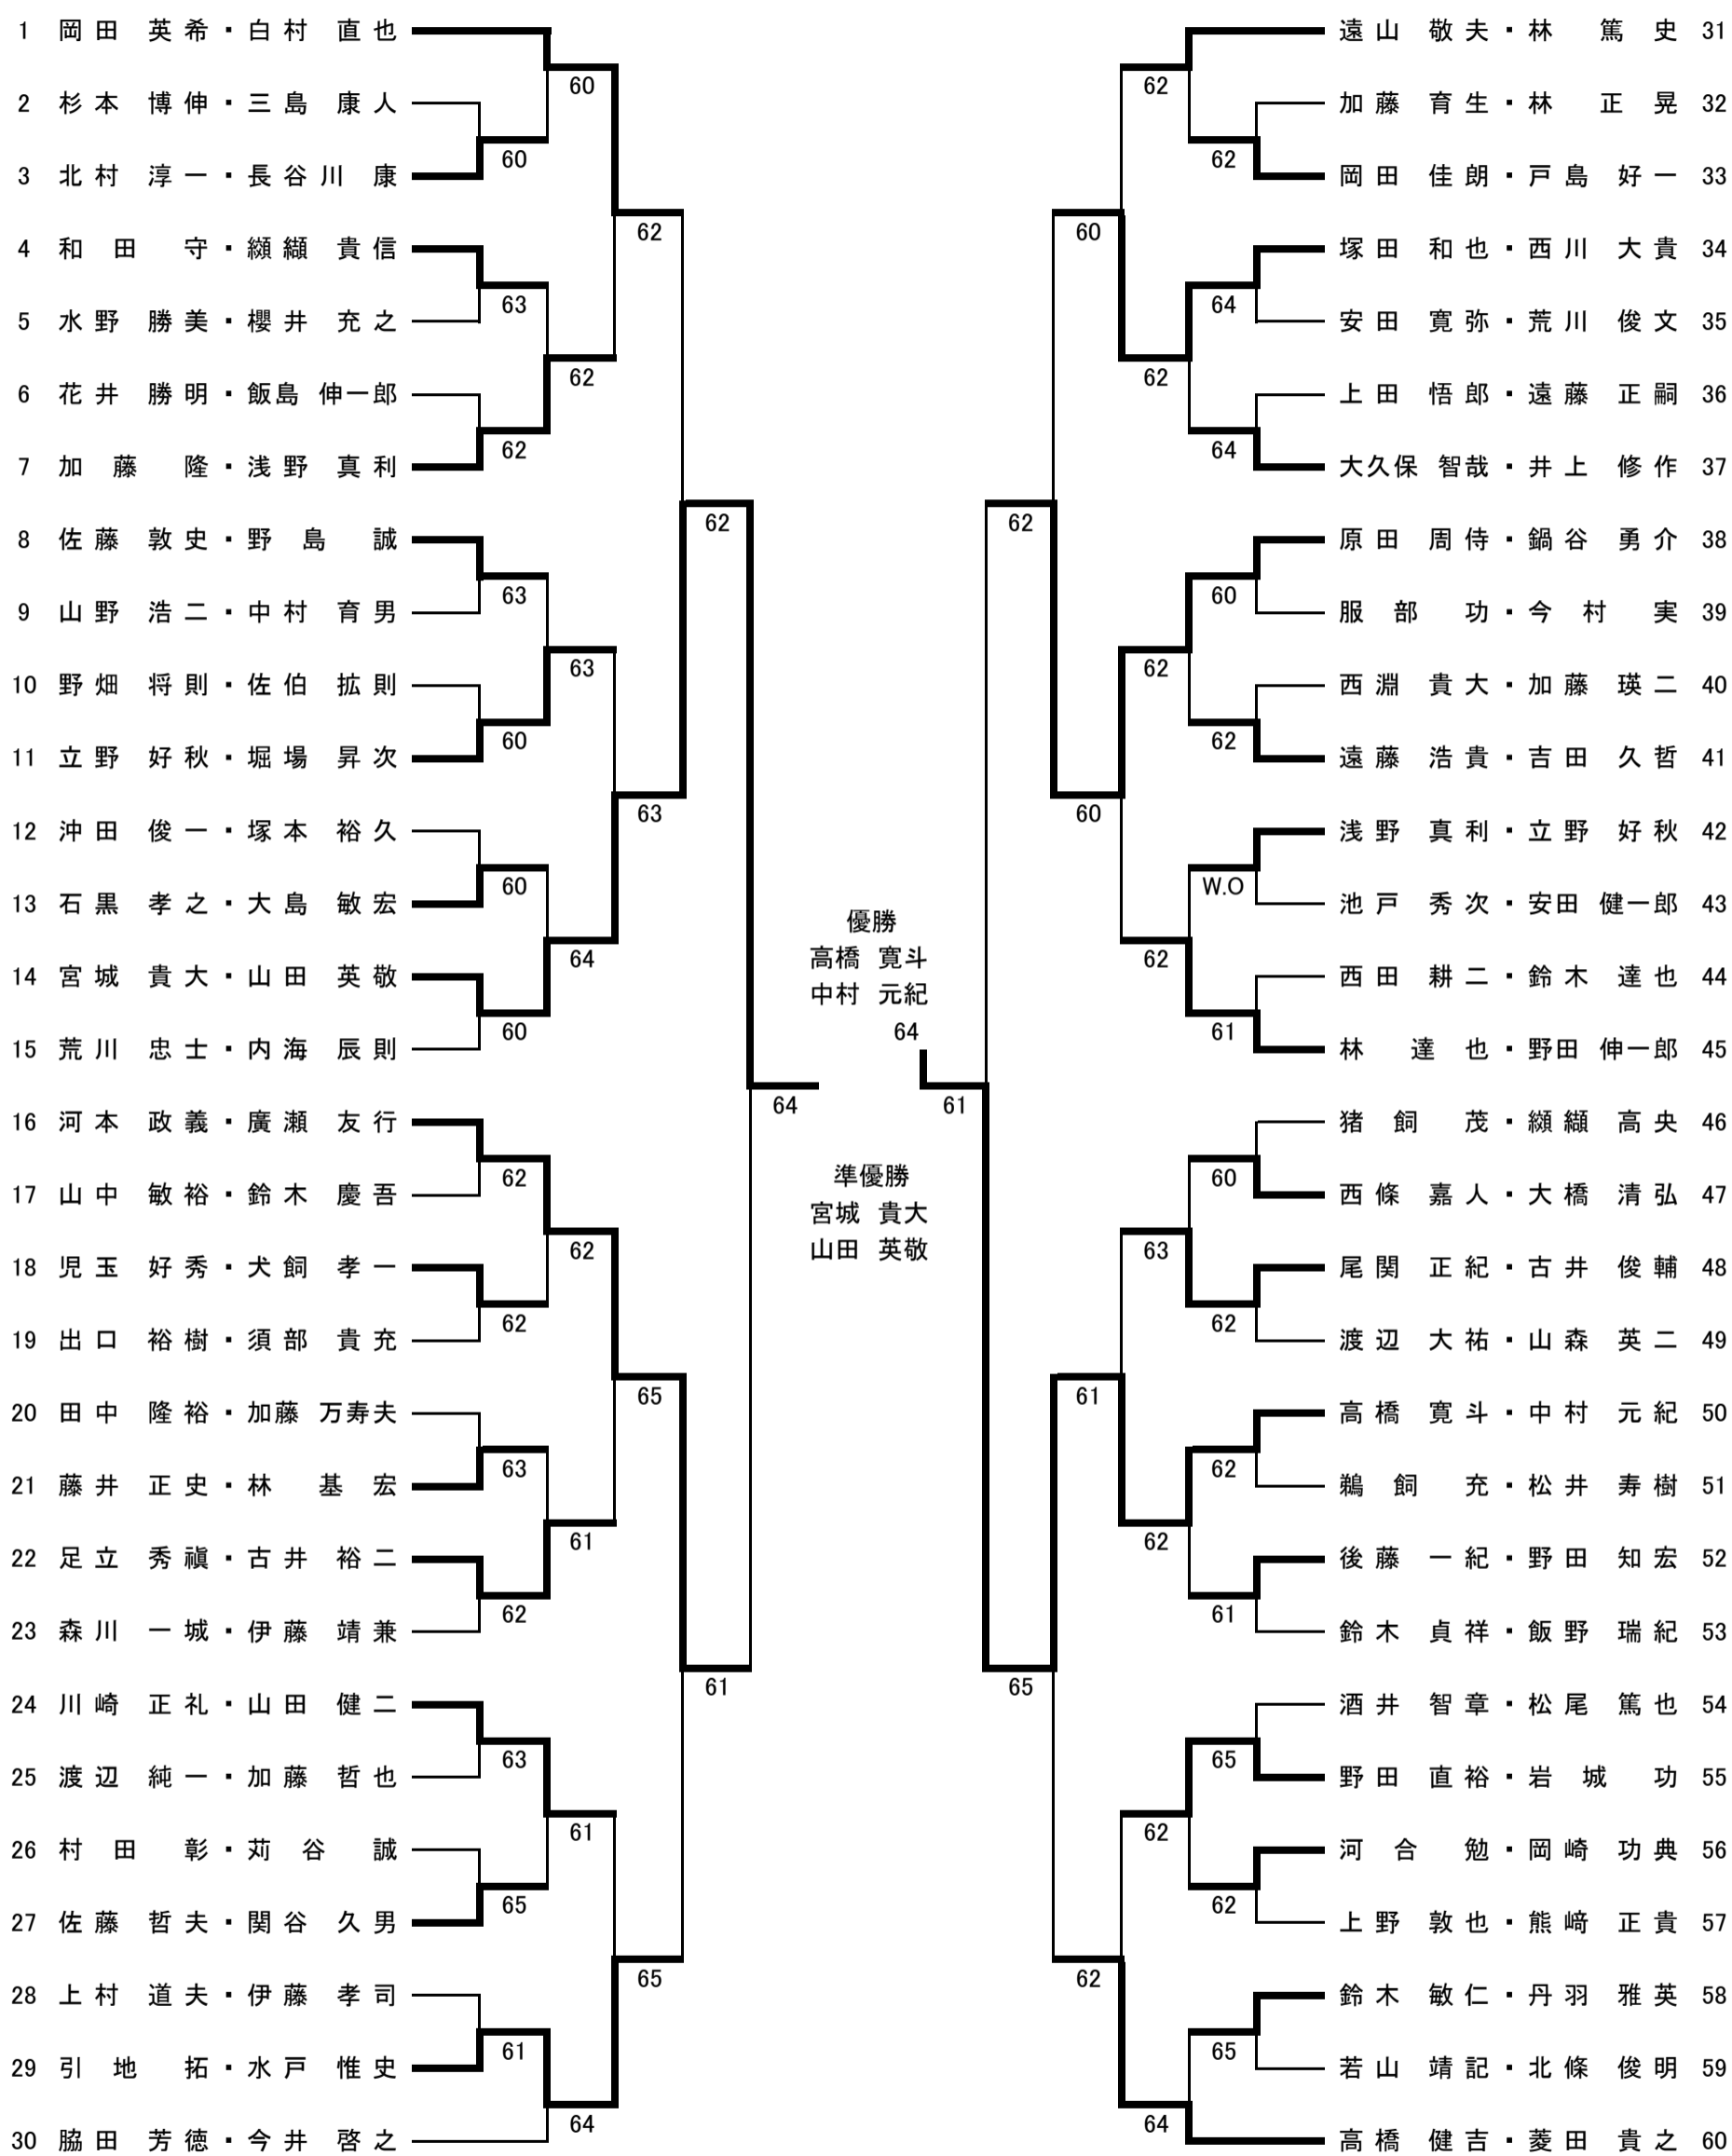 1 岡田 英希・白村 直也
60
2 杉本 博伸・三島 康人
60
3 北村 淳一・長谷川 康
62
4 和田 守・纐纈 貴信
63
5 水野 勝美・櫻井 充之
62
6 花井 勝明・飯島 伸一郎
62
7 加藤 隆・浅野 真利
62
8 佐藤 敦史・野島 誠
63
9 山野 浩二・中村 育男
63
10 野畑 将則・佐伯 拡則
60
11 立野 好秋・堀場 昇次
63
12 沖田 俊一・塚本 裕久
60
13 石黒 孝之・大島 敏宏
64
14 宮城 貴大・山田 英敬
60
15 荒川 忠士・内海 辰則
64
16 河本 政義・廣瀬 友行
62
17 山中 敏裕・鈴木 慶吾
62
18 児玉 好秀・犬飼 孝一
62
19 出口 裕樹・須部 貴充
65
20 田中 隆裕・加藤 万寿夫
63
21 藤井 正史・林 基宏
61
22 足立 秀禛・古井 裕二
62
23 森川 一城・伊藤 靖兼
61
24 川崎 正礼・山田 健二
63
25 渡辺 純一・加藤 哲也
61
26 村田 彰・苅谷 誠
65
27 佐藤 哲夫・関谷 久男
65
28 上村 道夫・伊藤 孝司
61
29 引地 拓・水戸 惟史
64
30 脇田 芳徳・今井 啓之
優勝
高橋 寛斗
中村 元紀
64
準優勝
宮城 貴大
山田 英敬
遠山 敬夫・林 篤史 31
62
加藤 育生・林 正晃 32
62
岡田 佳朗・戸島 好一 33
60
塚田 和也・西川 大貴 34
64
安田 寛弥・荒川 俊文 35
62
上田 悟郎・遠藤 正嗣 36
64
大久保 智哉・井上 修作 37
62
原田 周侍・鍋谷 勇介 38
60
服部 功・今村 実 39
62
西淵 貴大・加藤 瑛二 40
62
遠藤 浩貴・吉田 久哲 41
60
浅野 真利・立野 好秋 42
W.O
池戸 秀次・安田 健一郎 43
62
西田 耕二・鈴木 達也 44
61
林 達也・野田 伸一郎 45
61
猪飼 茂・纐纈 高央 46
60
西條 嘉人・大橋 清弘 47
63
尾関 正紀・古井 俊輔 48
62
渡辺 大祐・山森 英二 49
61
高橋 寛斗・中村 元紀 50
62
鵜飼 充・松井 寿樹 51
62
後藤 一紀・野田 知宏 52
61
鈴木 貞祥・飯野 瑞紀 53
65
酒井 智章・松尾 篤也 54
65
野田 直裕・岩城 功 55
62
河合 勉・岡崎 功典 56
62
上野 敦也・熊﨑 正貴 57
62
鈴木 敏仁・丹羽 雅英 58
65
若山 靖記・北條 俊明 59
64
高橋 健吉・菱田 貴之 60